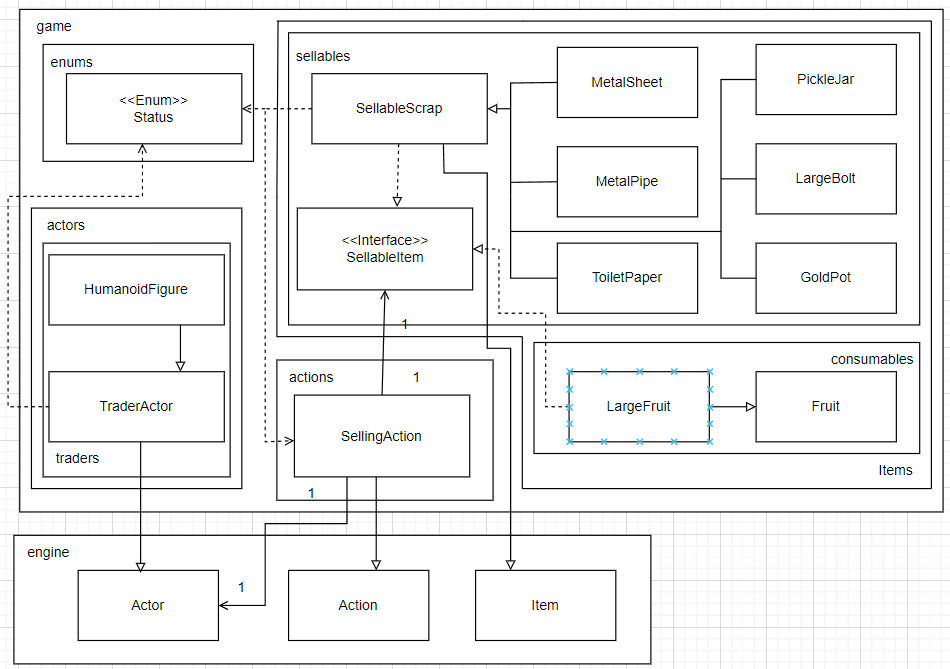 game
enums
<<Enum>>
Status
sellables
SellableScrap
MetalSheet
PickleJar
MetalPipe
LargeBolt
<<Interface>>
SellableItem
ToiletPaper
GoldPot
actors
HumanoidFigure
TraderActor
traders
1
actions
1
SellingAction
1
consumables
LargeFruit
Fruit
Items
engine
1
Actor
Action
Item